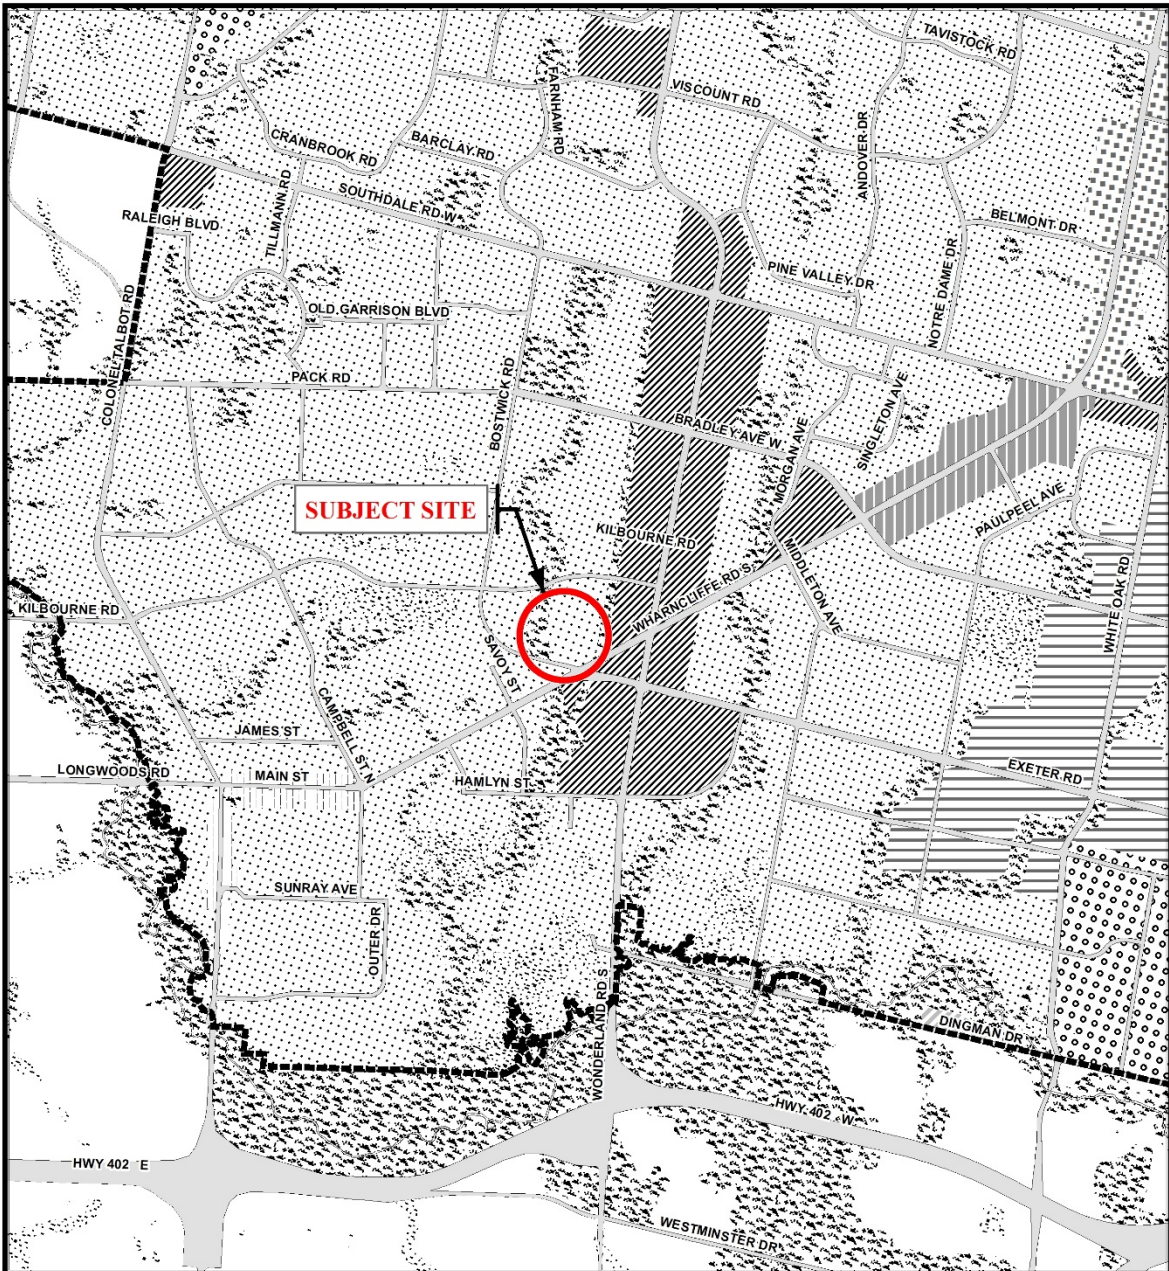 TAVISTOCK RD
VISCOUNT RD
FARNHAM RD
ANDOVER DR
CRANBROOK RD
BARCLAY RD
SOUTHDALE RD W
TILLMANN RD
RALEIGH BLVD
BELMONT DR
NOTRE DAME DR
PINE VALLEY DR
COLONEL TALBOT RD
OLD GARRISON BLVD
PACK RD
BOSTWICK RD
BRADLEY AVE W
MORGAN AVE
SINGLETON AVE
SUBJECT SITE
PAULPEEL AVE
KILBOURNE RD
MIDDLETON AVE
WHITE OAK RD
WHARNCLIFFE RD S
KILBOURNE RD
SAVOY ST
CAMPBELL ST N
JAMES ST
LONGWOODS RD
MAIN ST
HAMLYN ST
EXETER RD
SUNRAY AVE
OUTER DR
WONDERLAND RD S
DINGMAN DR
HWY 402 W
HWY 402 E
WESTMINSTER DR